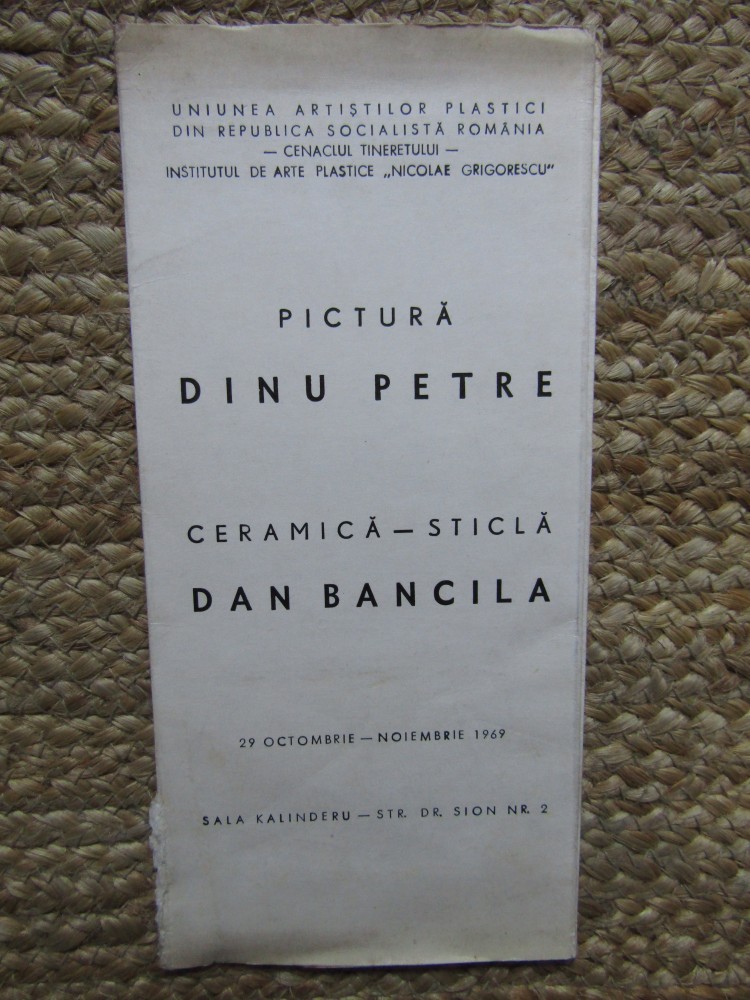 UNIUNEA ARTIȘTILOR PLASTICI
DIN REPUBLICA SOCIALISTĂ ROMÂNIA
— CENACLUL TINERETULUI —
INSTITUTUL DE ARTE PLASTICE „NICOLAE GRIGORESCU"
PICTURĂ
DINU PETRE
CERAMICĂ — STICLĂ
DAN BANCILA
29 OCTOMBRIE — NOIEMBRIE 1969
SALA KALINDERU — STR. DR. SION NR. 2